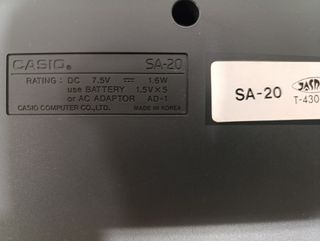 CASIO® SA-20
RATING : DC 7.5V ⎓ 1.6W
use BATTERY 1.5V×5
or AC ADAPTOR AD-1
CASIO COMPUTER CO., LTD. MADE IN KOREA
SA-20
T-430